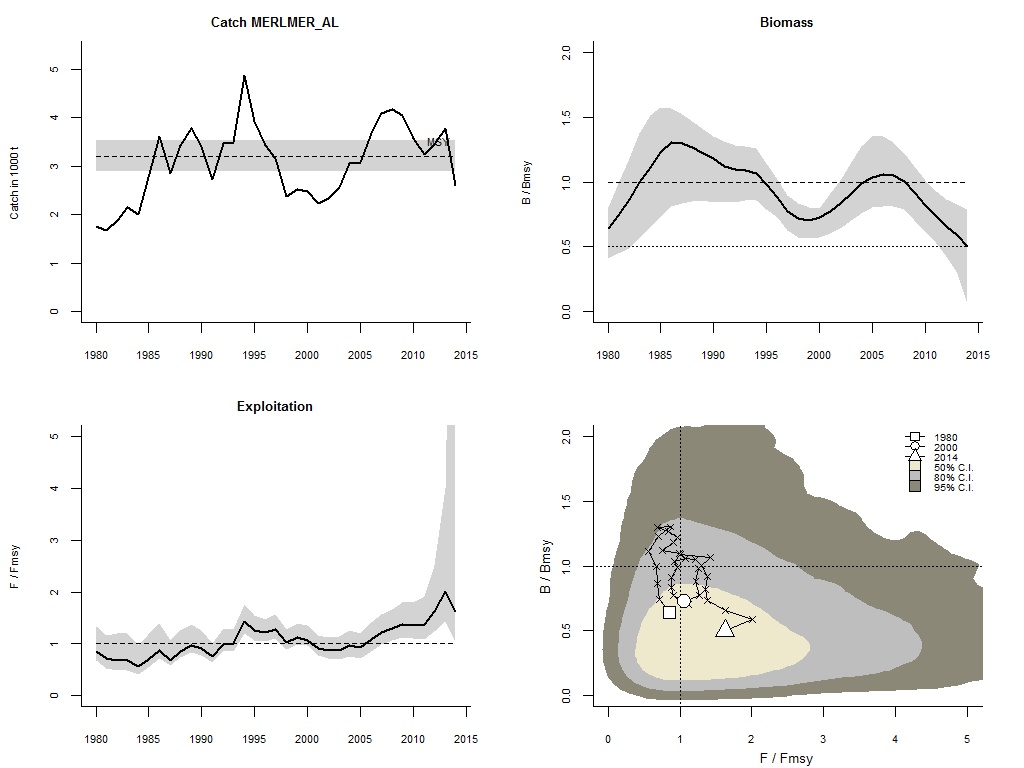 Catch MERLMER_AL
Catch in 1000 t
5
4
3
2
1
0
MSY
1980 1985 1990 1995 2000 2005 2010 2015
Biomass
B / Bmsy
2.0
1.5
1.0
0.5
0.0
1980 1985 1990 1995 2000 2005 2010 2015
Exploitation
F / Fmsy
5
4
3
2
1
0
1980 1985 1990 1995 2000 2005 2010 2015
B / Bmsy
2.0
1.5
1.0
0.5
0.0
1980
2000
2014
50% C.I.
80% C.I.
95% C.I.
0 1 2 3 4 5
F / Fmsy